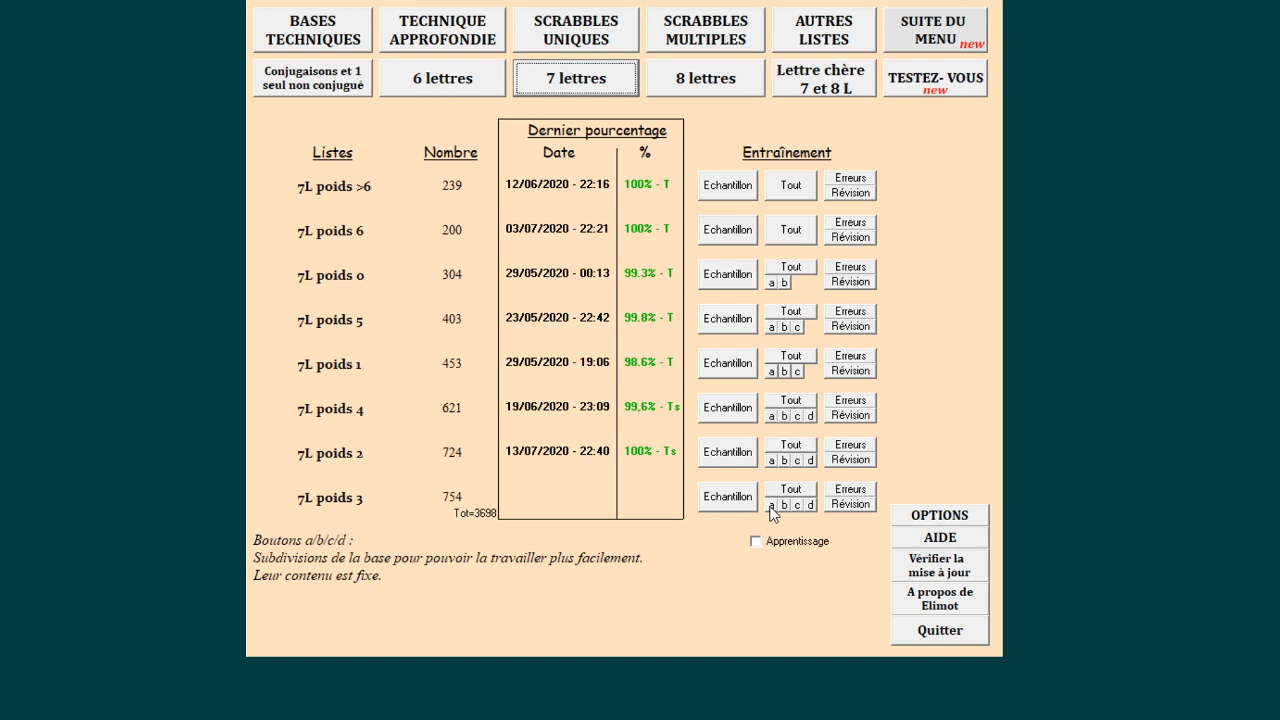 BASES TECHNIQUES
TECHNIQUE APPROFONDIE
SCRABBLES UNIQUES
SCRABBLES MULTIPLES
AUTRES LISTES
SUITE DU MENU new
Conjugaisons et 1 seul non conjugué
6 lettres
7 lettres
8 lettres
Lettre chère 7 et 8 L
TESTEZ- VOUS new
Dernier pourcentage
Listes Nombre Date % Entraînement
7L poids >6 239 12/06/2020 - 22:16 100% - T Echantillon Tout Erreurs Révision
7L poids 6 200 03/07/2020 - 22:21 100% - T Echantillon Tout Erreurs Révision
7L poids 0 304 29/05/2020 - 00:13 99.3% - T Echantillon Tout a b Erreurs Révision
7L poids 5 403 23/05/2020 - 22:42 99.8% - T Echantillon Tout a b c Erreurs Révision
7L poids 1 453 29/05/2020 - 19:06 98.6% - T Echantillon Tout a b c Erreurs Révision
7L poids 4 621 19/06/2020 - 23:09 99,6% - Ts Echantillon Tout a b c d Erreurs Révision
7L poids 2 724 13/07/2020 - 22:40 100% - Ts Echantillon Tout a b c d Erreurs Révision
7L poids 3 754 Echantillon Tout a b c d Erreurs Révision
Tot=3698
Apprentissage
Boutons a/b/c/d :
Subdivisions de la base pour pouvoir la travailler plus facilement.
Leur contenu est fixe.
OPTIONS
AIDE
Vérifier la
mise à jour
A propos de
Elimot
Quitter